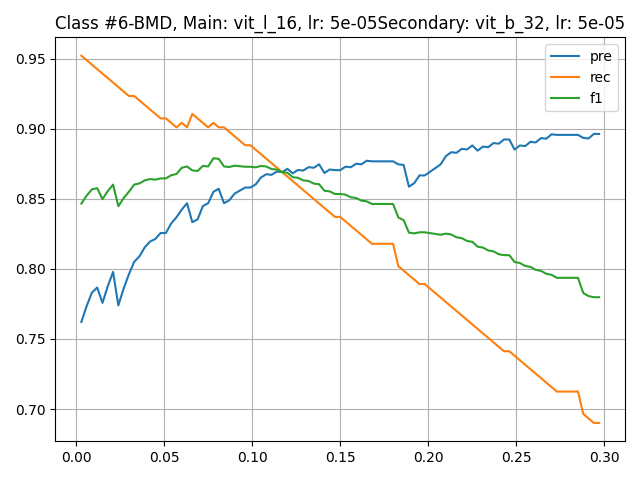 Class #6-BMD, Main: vit_l_16, lr: 5e-05Secondary: vit_b_32, lr: 5e-05
pre
rec
f1
0.95
0.90
0.85
0.80
0.75
0.70
0.00 0.05 0.10 0.15 0.20 0.25 0.30